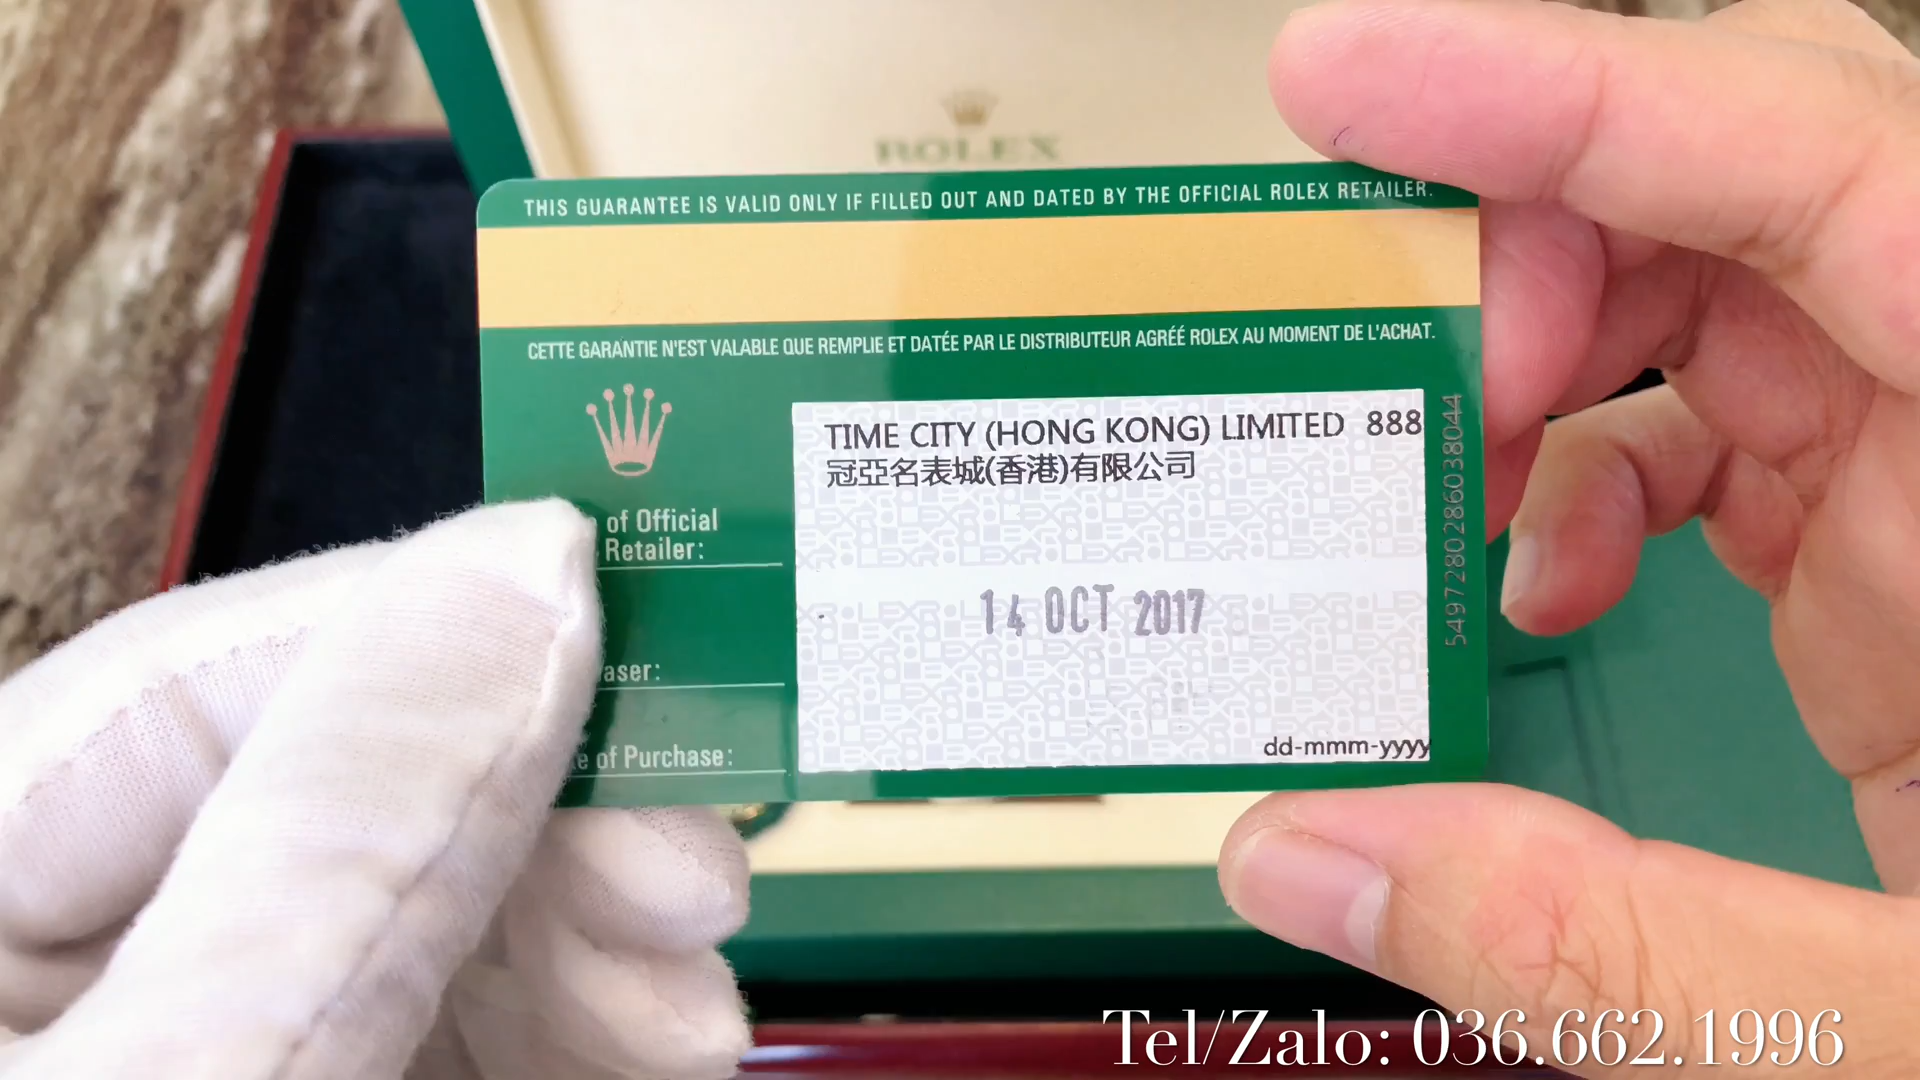 ROLEX
THIS GUARANTEE IS VALID ONLY IF FILLED OUT AND DATED BY THE OFFICIAL ROLEX RETAILER.
CETTE GARANTIE N'EST VALABLE QUE REMPLIE ET DATÉE PAR LE DISTRIBUTEUR AGRÉÉ ROLEX AU MOMENT DE L'ACHAT.
TIME CITY (HONG KONG) LIMITED 888
冠亞名表城(香港)有限公司
of Official
Retailer:
14 OCT 2017
aser:
of Purchase:
dd-mmm-yyyy
5497280286038044
Tel/Zalo: 036.662.1996